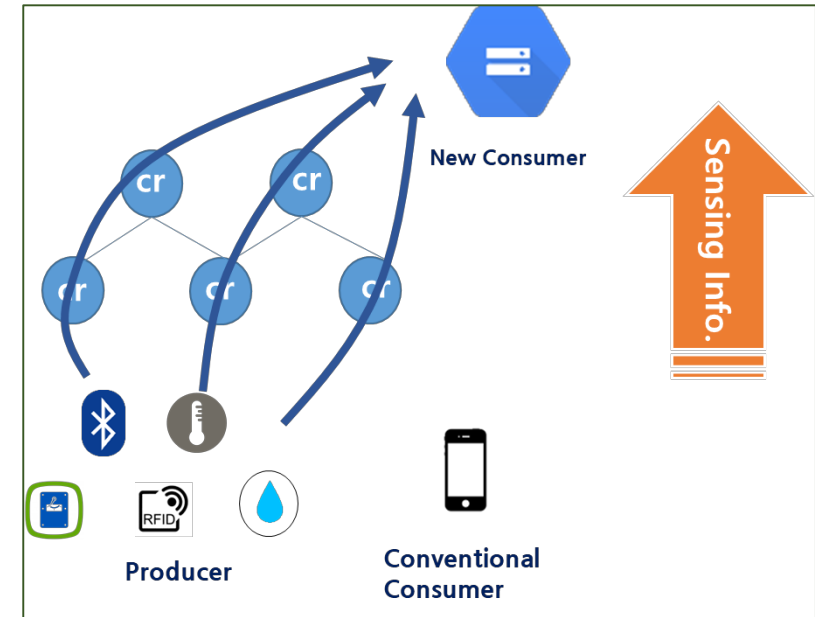 New Consumer
cr
cr
cr
cr
cr
Sensing Info.
RFID
Producer
Conventional
Consumer